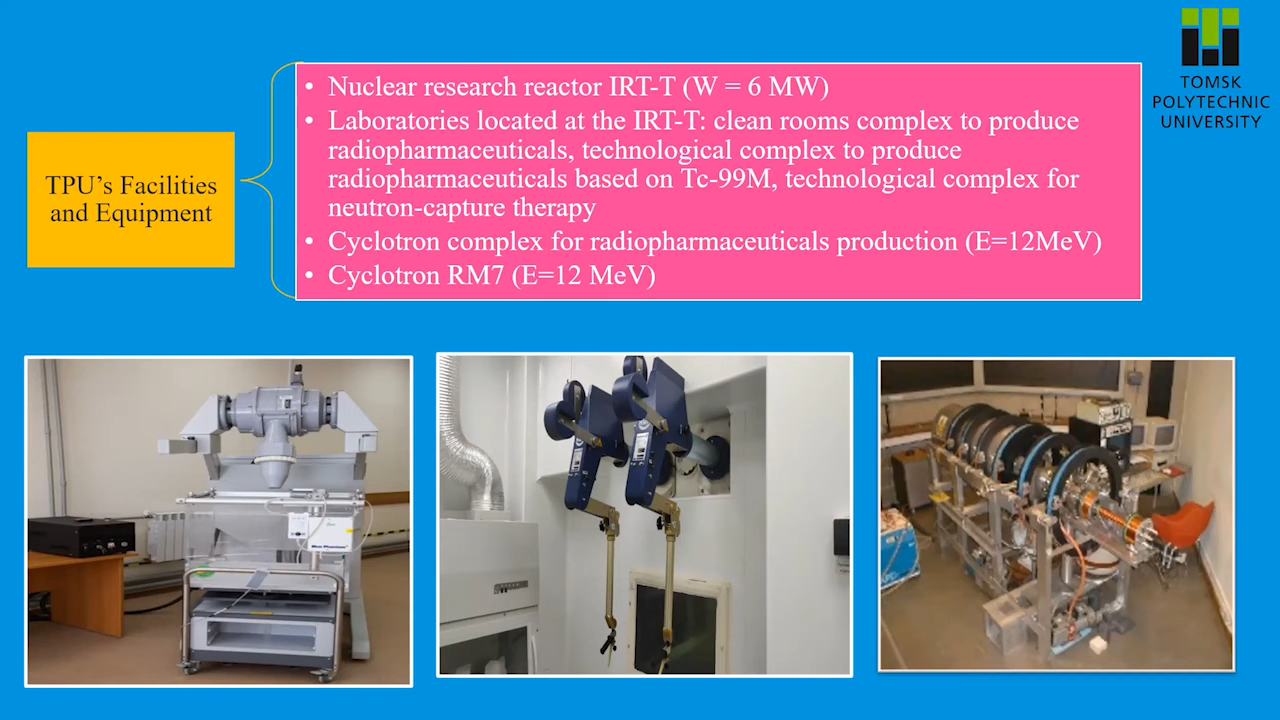 TOMSK
POLYTECHNIC
UNIVERSITY
TPU’s Facilities
and Equipment
• Nuclear research reactor IRT-T (W = 6 MW)
• Laboratories located at the IRT-T: clean rooms complex to produce
radiopharmaceuticals, technological complex to produce
radiopharmaceuticals based on Tc-99M, technological complex for
neutron-capture therapy
• Cyclotron complex for radiopharmaceuticals production (E=12MeV)
• Cyclotron RM7 (E=12 MeV)